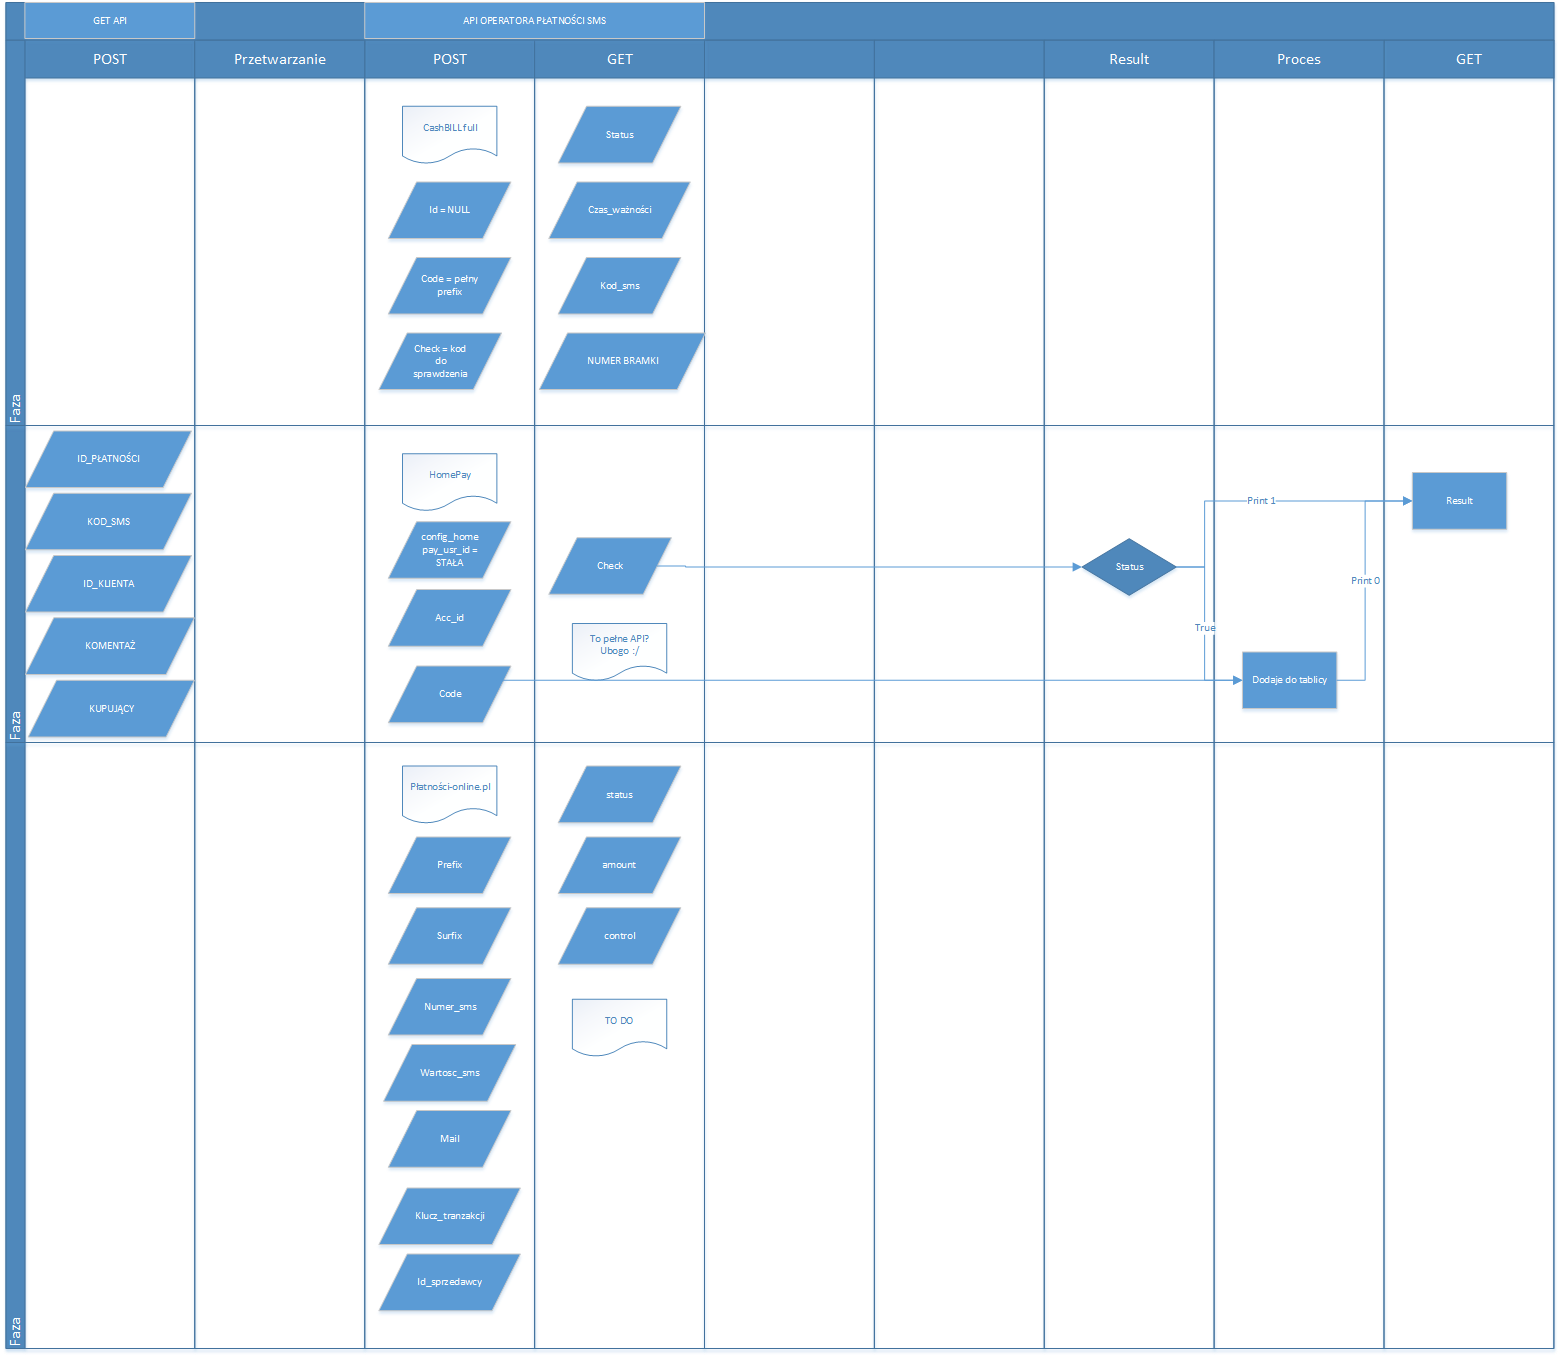 GET API
API OPERATORA PŁATNOŚCI SMS
POST
Przetwarzanie
POST
GET
Result
Proces
GET
Faza
CashBILLfull
Status
Id = NULL
Czas_ważności
Code = pełny
prefix
Kod_sms
Check = kod
do
sprawdzenia
NUMER BRAMKI
Faza
ID_PŁATNOŚCI
KOD_SMS
ID_KLIENTA
KOMENTAŻ
KUPUJĄCY
HomePay
config_home
pay_usr_id =
STAŁA
Acc_id
Code
Check
To pełne API?
Ubogo :/
Status
True
Print 1
Print 0
Dodaje do tablicy
Result
Faza
Płatności-online.pl
Prefix
Surfix
Numer_sms
Wartosc_sms
Mail
Klucz_tranzakcji
Id_sprzedawcy
status
amount
control
TO DO